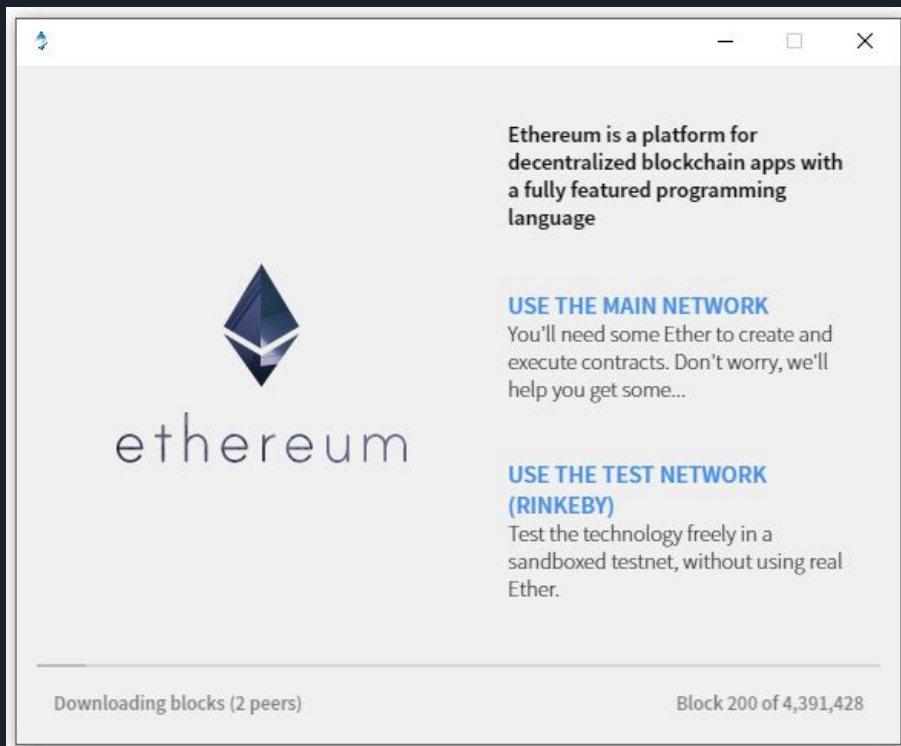 Ethereum is a platform for
decentralized blockchain apps with
a fully featured programming
language
USE THE MAIN NETWORK
You’ll need some Ether to create and
execute contracts. Don’t worry, we’ll
help you get some...
ethereum
USE THE TEST NETWORK
(RINKEBY)
Test the technology freely in a
sandboxed testnet, without using real
Ether.
Downloading blocks (2 peers)
Block 200 of 4,391,428